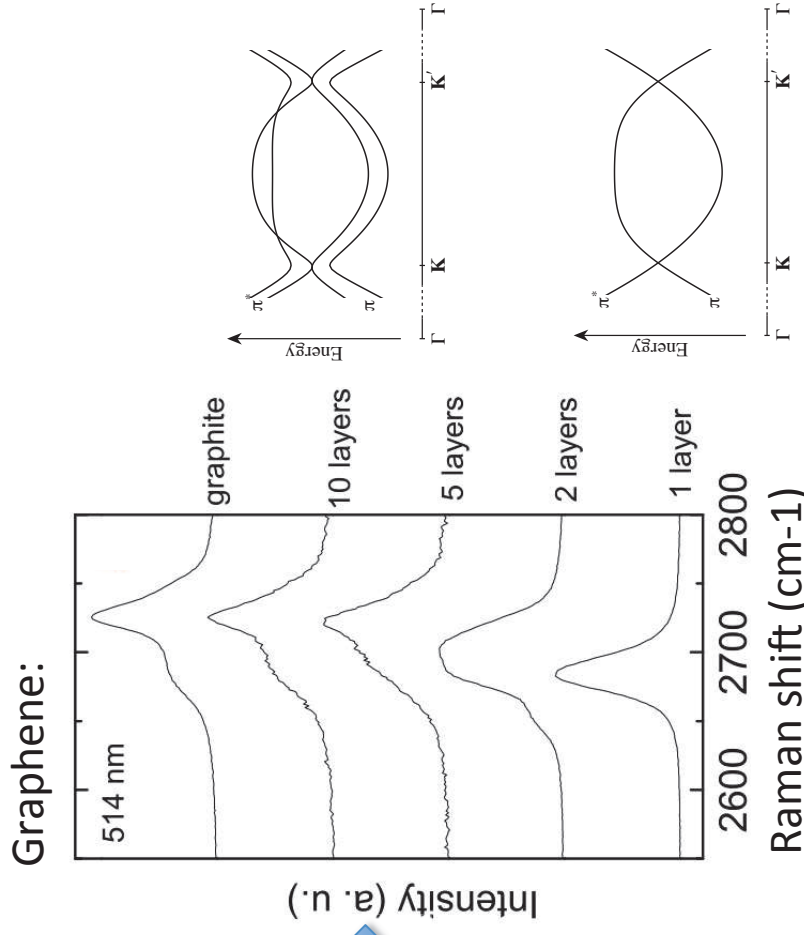 Graphene:
514 nm
graphite
10 layers
5 layers
2 layers
1 layer
2600
2700
2800
Raman shift (cm-1)
Intensity (a. u.)
Energy
π*
π
Γ
K
K′
Γ
Energy
π*
π
Γ
K
K′
Γ